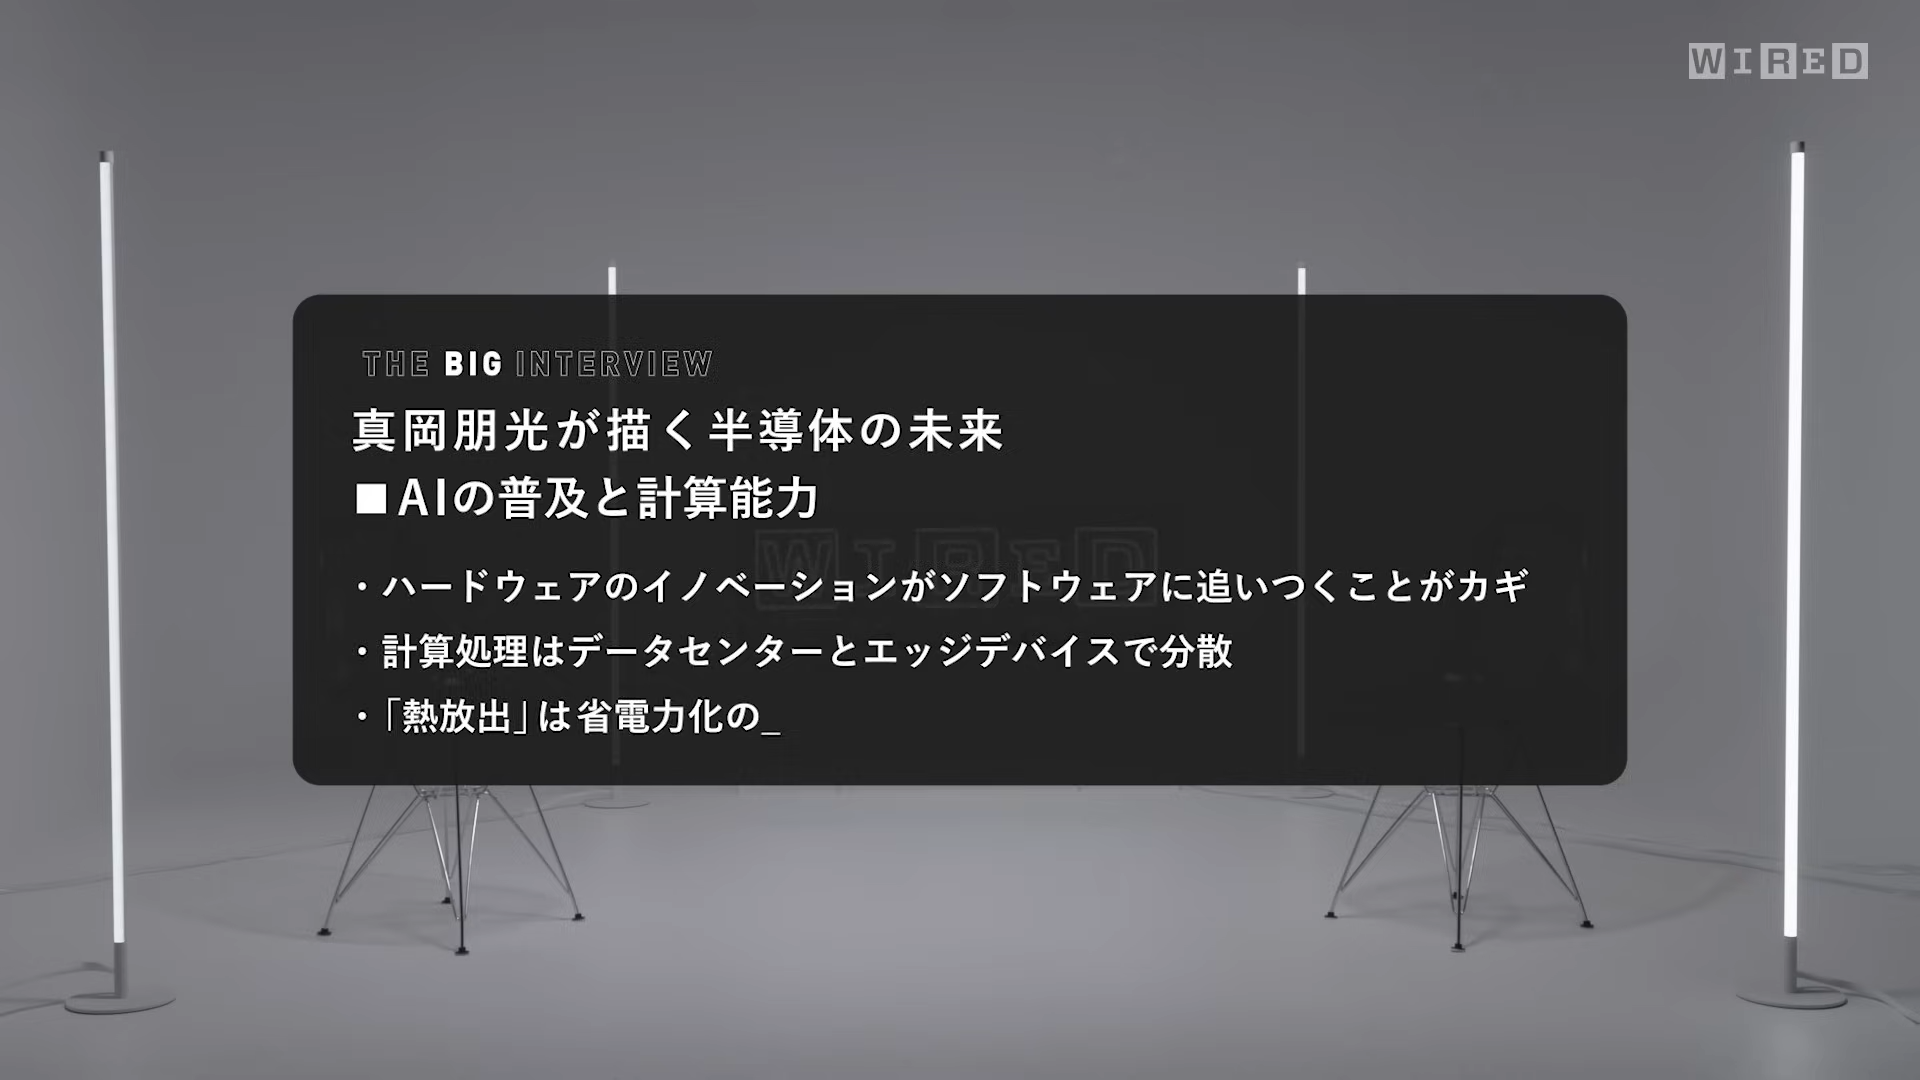 WIRED
THE BIG INTERVIEW
真岡朋光が描く半導体の未来
■AIの普及と計算能力
・ハードウェアのイノベーションがソフトウェアに追いつくことがカギ
・計算処理はデータセンターとエッジデバイスで分散
・「熱放出」は省電力化の_
WIRED